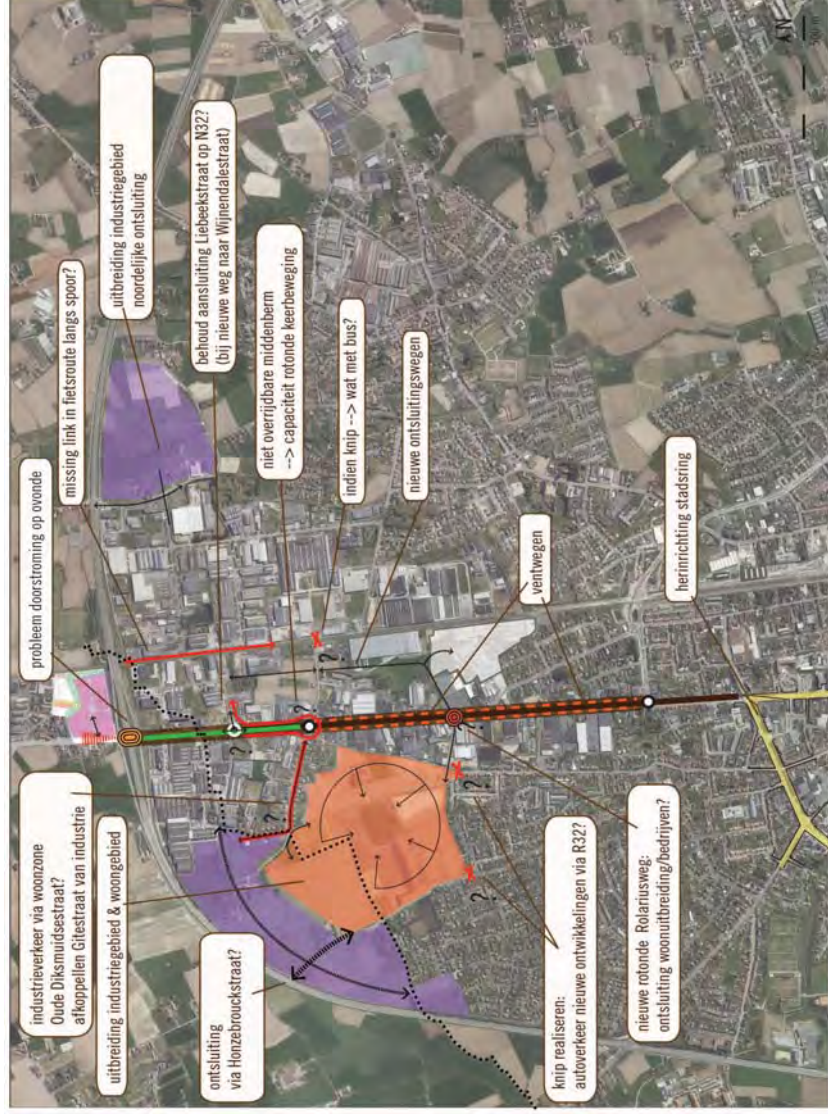 probleem doorstroming op ovonde
missing link in fietsroute langs spoor?
uitbreiding industriegebied
noordelijke ontsluiting
behoud aansluiting Liebeekstraat op N32?
(bij nieuwe weg naar Wijnendalestraat)
niet overrijdbare middenberm
--> capaciteit rotonde keerbeweging
indien knip --> wat met bus?
nieuwe ontsluitingswegen
ventwegen
herinrichting stadsring
industrieverkeer via woonzone
Oude Diksmuidsestraat?
afkoppelen Gitestraat van industrie
uitbreiding industriegebied & woongebied
ontsluiting
via Honzebrouckstraat?
knip realiseren:
autoverkeer nieuwe ontwikkelingen via R32?
nieuwe rotonde Rolariusweg:
ontsluiting woonuitbreiding/bedrijven?
?
?
?
?
?
?
?
?
N